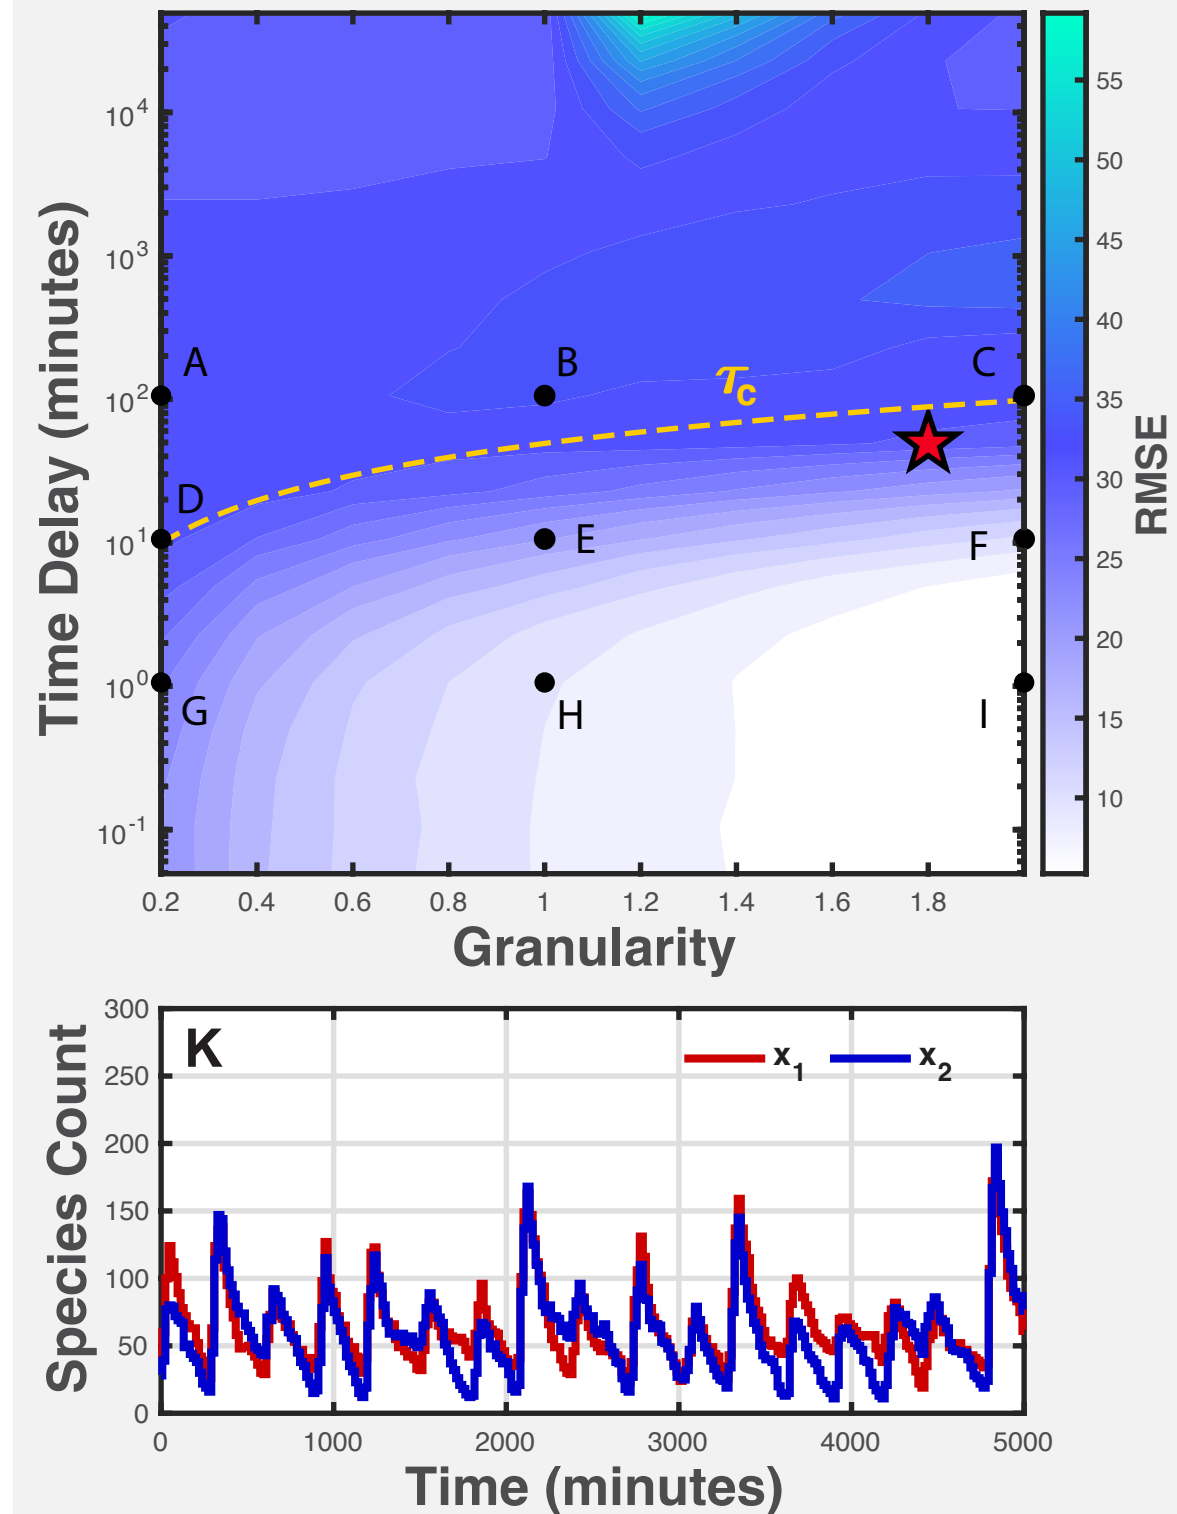 Time Delay (minutes)
10^4
10^3
10^2
10^1
10^0
10^-1
A
B
C
τc
D
E
F
G
H
I
0.2 0.4 0.6 0.8 1 1.2 1.4 1.6 1.8
Granularity
55
50
45
40
35
30
25
20
15
10
RMSE
K
x1 x2
Species Count
300
250
200
150
100
50
0
0 1000 2000 3000 4000 5000
Time (minutes)